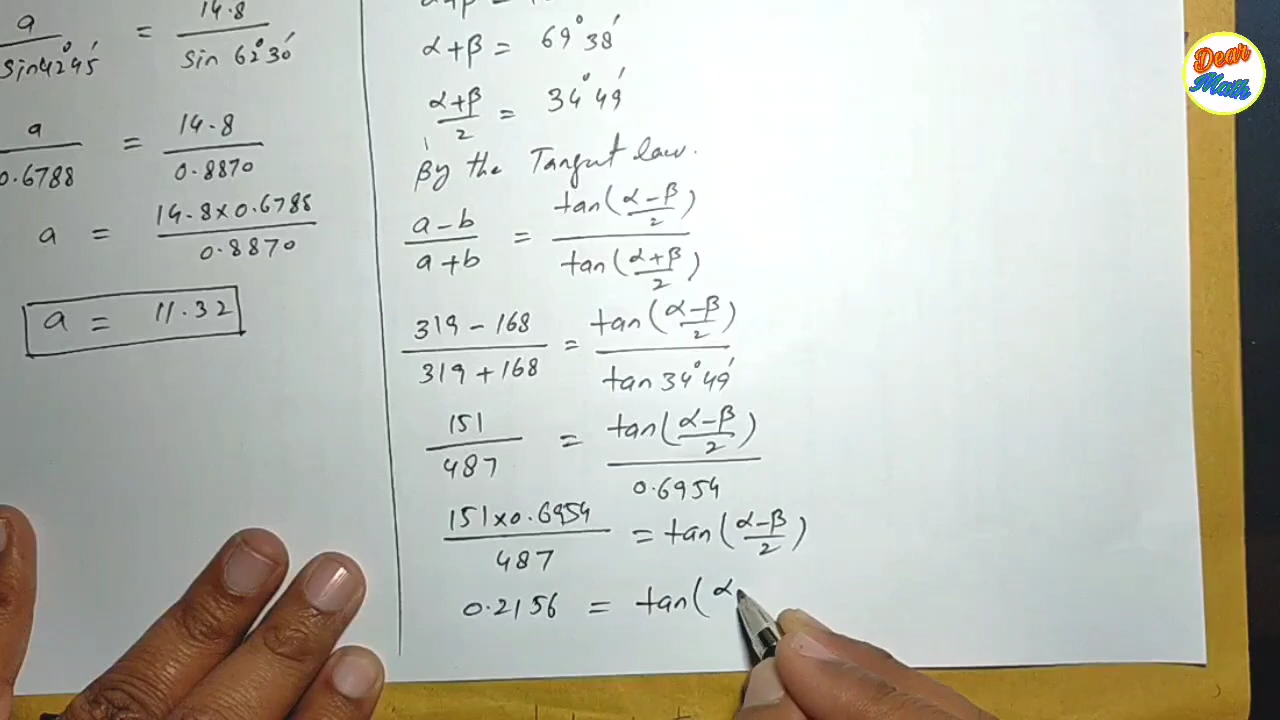 a / sin42°45′ = 14.8 / sin 62°30′
a / 0.6788 = 14.8 / 0.8870
a = 14.8×0.6788 / 0.8870
a = 11.32
α+β = 69°38′
α+β / 2 = 34°49′
By the Tangent law.
a-b / a+b = tan(α-β / 2) / tan(α+β / 2)
319-168 / 319+168 = tan(α-β / 2) / tan 34°49′
151 / 487 = tan(α-β / 2) / 0.6954
151×0.6954 / 487 = tan(α-β / 2)
0.2156 = tan(α
Dear
Math